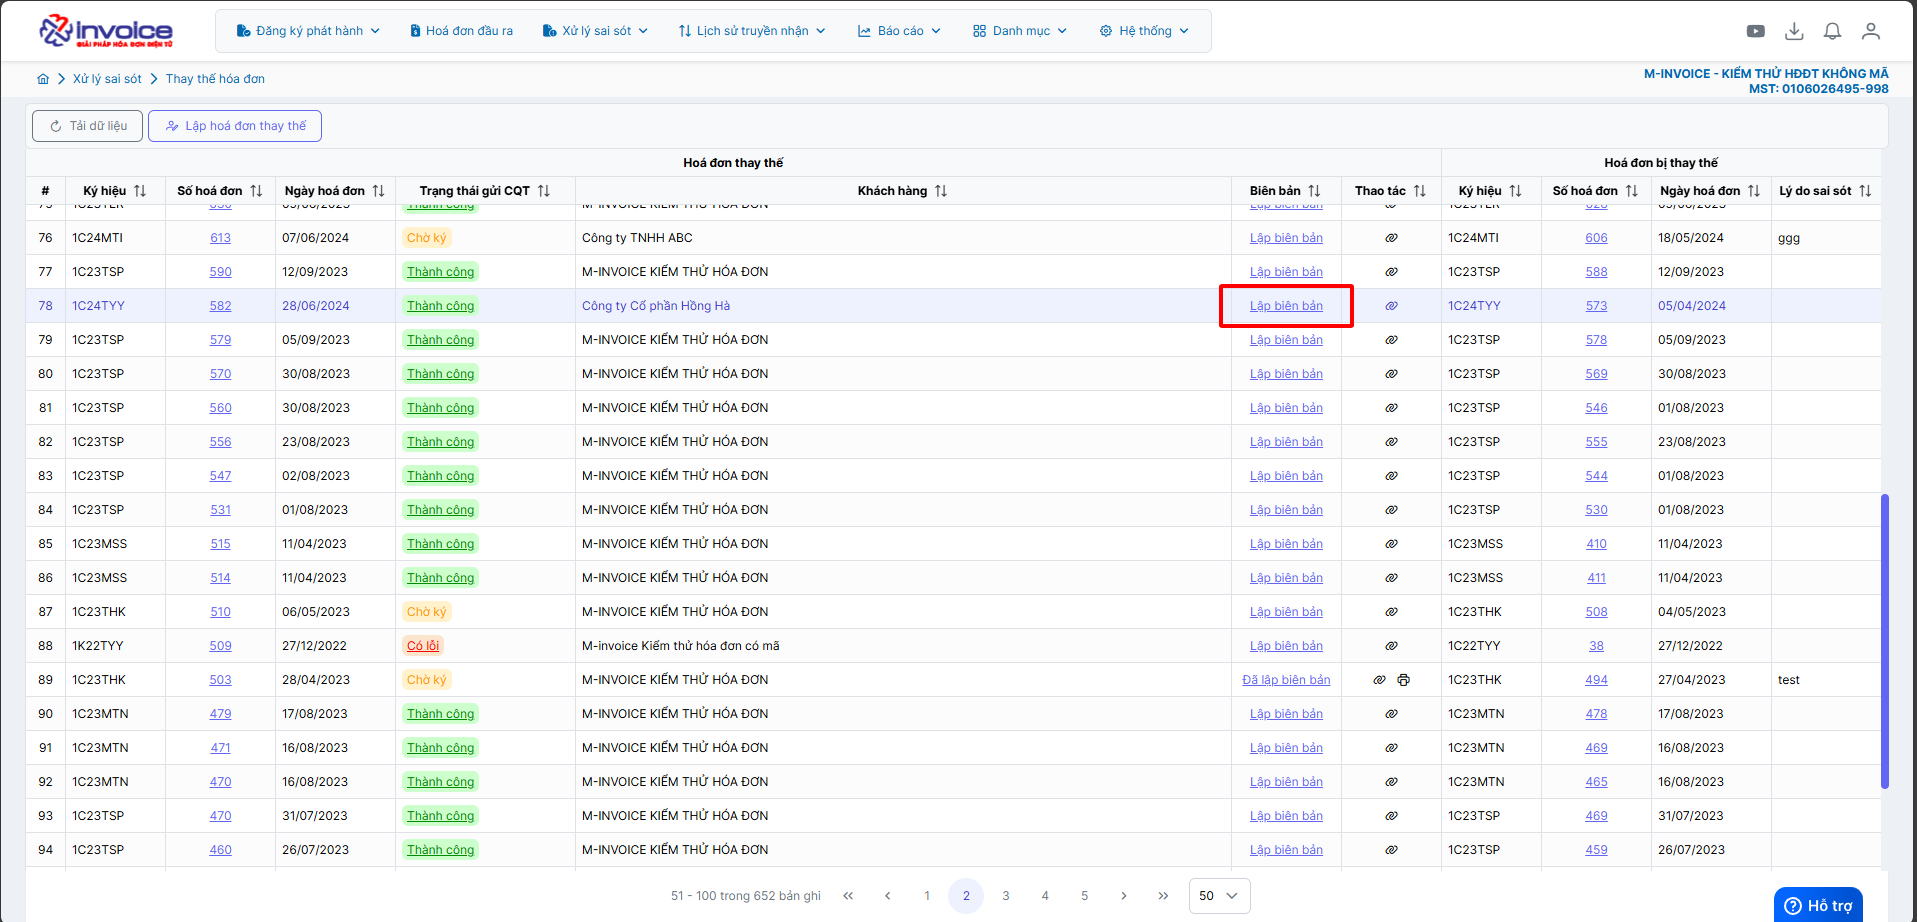 invoice
GIẢI PHÁP HÓA ĐƠN ĐIỆN TỬ
Đăng ký phát hành
Hoá đơn đầu ra
Xử lý sai sót
Lịch sử truyền nhận
Báo cáo
Danh mục
Hệ thống
Xử lý sai sót
Thay thế hóa đơn
M-INVOICE - KIỂM THỬ HĐĐT KHÔNG MÃ
MST: 0106026495-998
Tải dữ liệu
Lập hoá đơn thay thế
Hoá đơn thay thế
Hoá đơn bị thay thế
# Ký hiệu Số hoá đơn Ngày hoá đơn Trạng thái gửi CQT Khách hàng Biên bản Thao tác Ký hiệu Số hoá đơn Ngày hoá đơn Lý do sai sót
76 1C24MTI 613 07/06/2024 Chờ ký Công ty TNHH ABC Lập biên bản 1C24MTI 606 18/05/2024 ggg
77 1C23TSP 590 12/09/2023 Thành công M-INVOICE KIỂM THỬ HÓA ĐƠN Lập biên bản 1C23TSP 588 12/09/2023
78 1C24TYY 582 28/06/2024 Thành công Công ty Cổ phần Hồng Hà Lập biên bản 1C24TYY 573 05/04/2024
79 1C23TSP 579 05/09/2023 Thành công M-INVOICE KIỂM THỬ HÓA ĐƠN Lập biên bản 1C23TSP 578 05/09/2023
80 1C23TSP 570 30/08/2023 Thành công M-INVOICE KIỂM THỬ HÓA ĐƠN Lập biên bản 1C23TSP 569 30/08/2023
81 1C23TSP 560 30/08/2023 Thành công M-INVOICE KIỂM THỬ HÓA ĐƠN Lập biên bản 1C23TSP 546 01/08/2023
82 1C23TSP 556 23/08/2023 Thành công M-INVOICE KIỂM THỬ HÓA ĐƠN Lập biên bản 1C23TSP 555 23/08/2023
83 1C23TSP 547 02/08/2023 Thành công M-INVOICE KIỂM THỬ HÓA ĐƠN Lập biên bản 1C23TSP 544 01/08/2023
84 1C23TSP 531 01/08/2023 Thành công M-INVOICE KIỂM THỬ HÓA ĐƠN Lập biên bản 1C23TSP 530 01/08/2023
85 1C23MSS 515 11/04/2023 Thành công M-INVOICE KIỂM THỬ HÓA ĐƠN Lập biên bản 1C23MSS 410 11/04/2023
86 1C23MSS 514 11/04/2023 Thành công M-INVOICE KIỂM THỬ HÓA ĐƠN Lập biên bản 1C23MSS 411 11/04/2023
87 1C23THK 510 06/05/2023 Chờ ký M-INVOICE KIỂM THỬ HÓA ĐƠN Lập biên bản 1C23THK 508 04/05/2023
88 1K22TYY 509 27/12/2022 Có lỗi M-invoice Kiểm thử hóa đơn có mã Lập biên bản 1C22TYY 38 27/12/2022
89 1C23THK 503 28/04/2023 Chờ ký M-INVOICE KIỂM THỬ HÓA ĐƠN Đã lập biên bản 1C23THK 494 27/04/2023 test
90 1C23MTN 479 17/08/2023 Thành công M-INVOICE KIỂM THỬ HÓA ĐƠN Lập biên bản 1C23MTN 478 17/08/2023
91 1C23MTN 471 16/08/2023 Thành công M-INVOICE KIỂM THỬ HÓA ĐƠN Lập biên bản 1C23MTN 469 16/08/2023
92 1C23MTN 470 16/08/2023 Thành công M-INVOICE KIỂM THỬ HÓA ĐƠN Lập biên bản 1C23MTN 465 16/08/2023
93 1C23TSP 470 31/07/2023 Thành công M-INVOICE KIỂM THỬ HÓA ĐƠN Lập biên bản 1C23TSP 469 31/07/2023
94 1C23TSP 460 26/07/2023 Thành công M-INVOICE KIỂM THỬ HÓA ĐƠN Lập biên bản 1C23TSP 459 26/07/2023
51 - 100 trong 652 bản ghi « ‹ 1 2 3 4 5 › » 50
Hỗ trợ